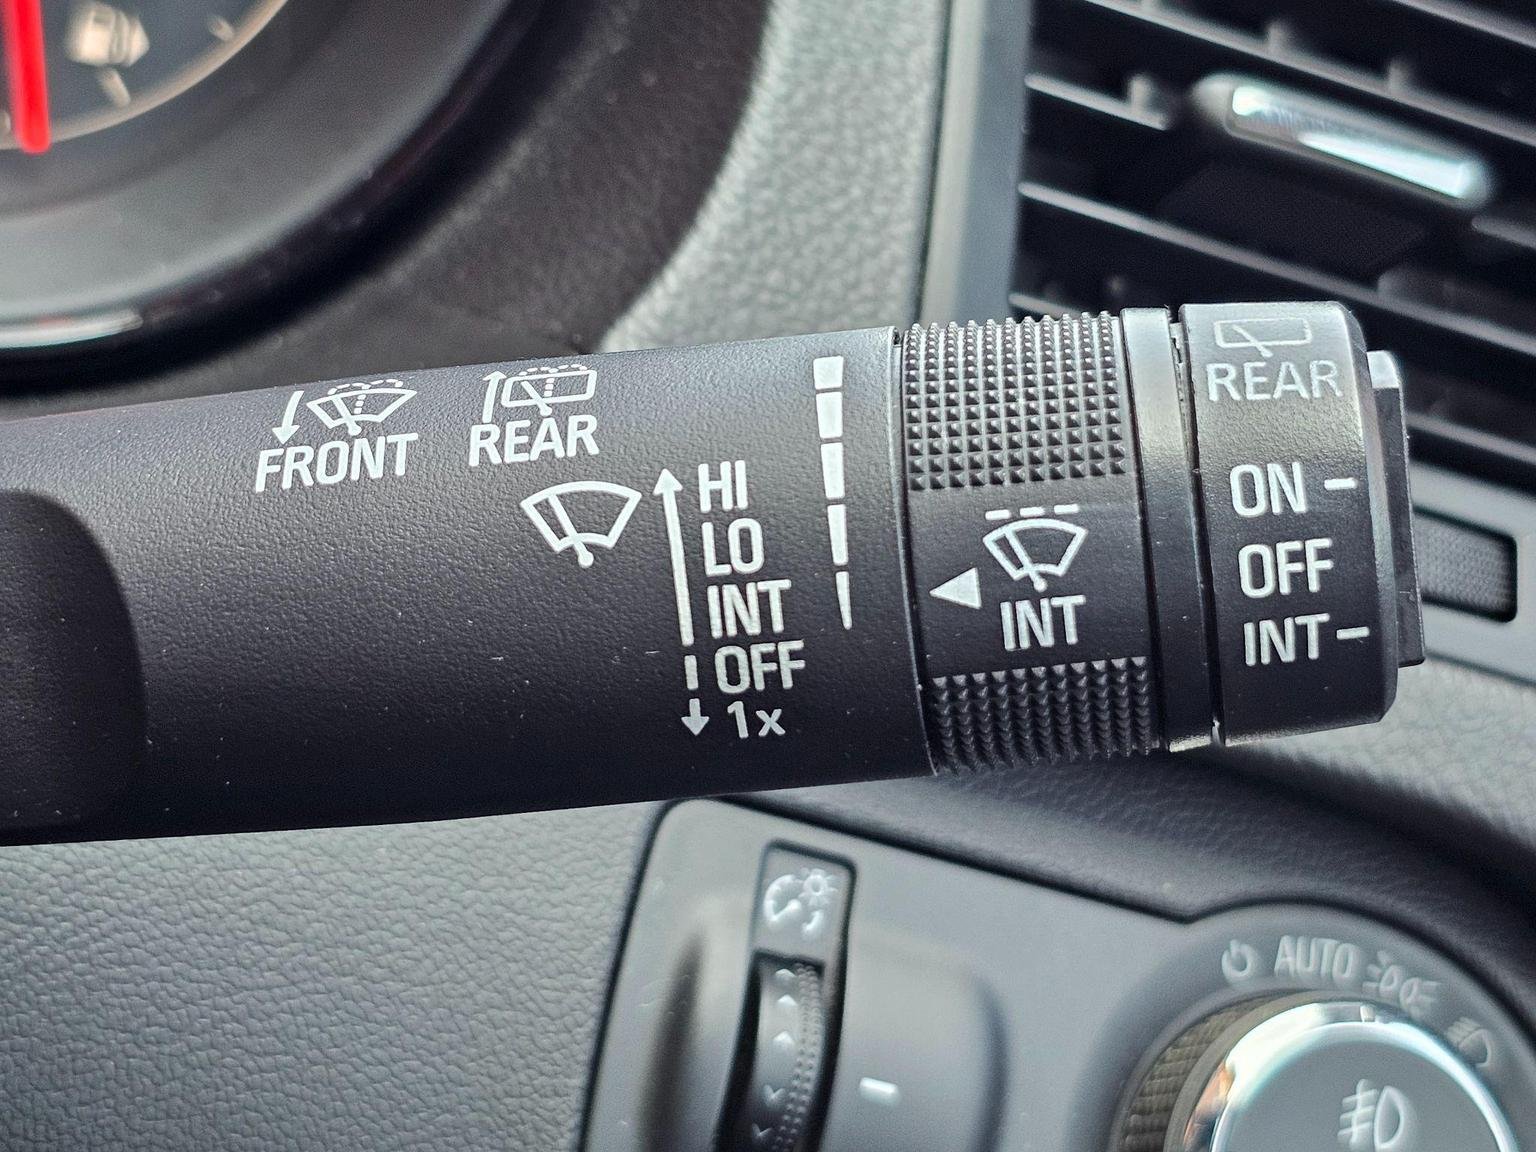 FRONT
REAR
HI
LO
INT
OFF
1x
INT
REAR
ON
OFF
INT
AUTO